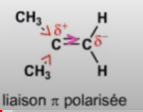 CH₃ δ⁺ H
C=C δ⁻
CH₃ H
liaison π polarisée